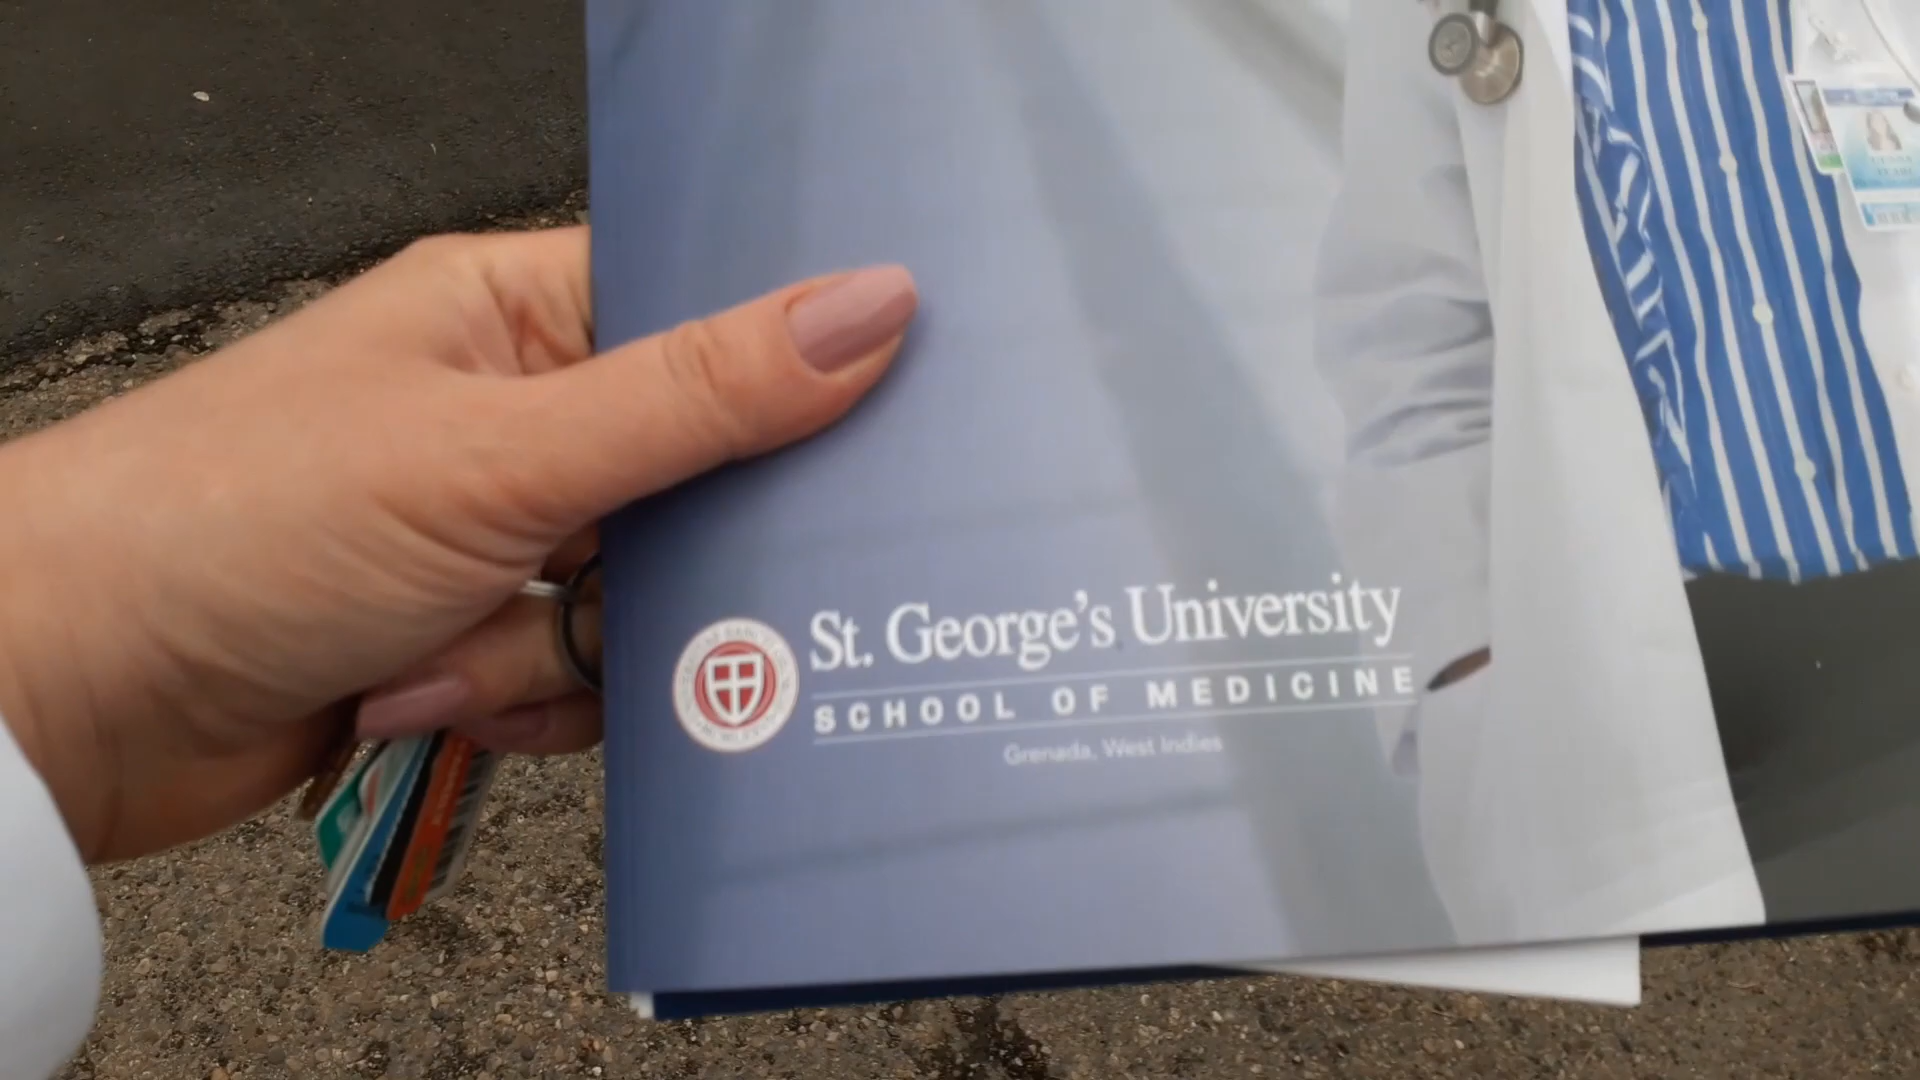 St. George's University
SCHOOL OF MEDICINE
Grenada, West Indies